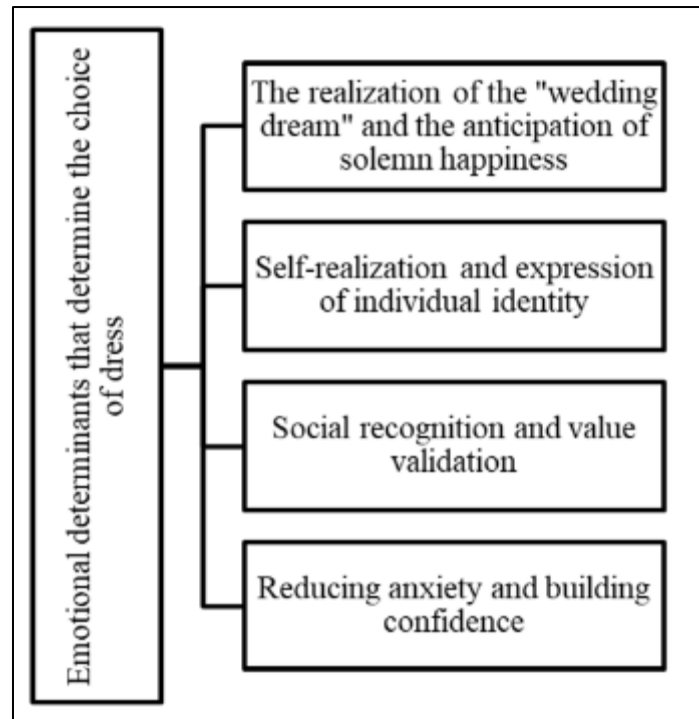 Emotional determinants that determine the choice
of dress
The realization of the "wedding
dream" and the anticipation of
solemn happiness
Self-realization and expression
of individual identity
Social recognition and value
validation
Reducing anxiety and building
confidence